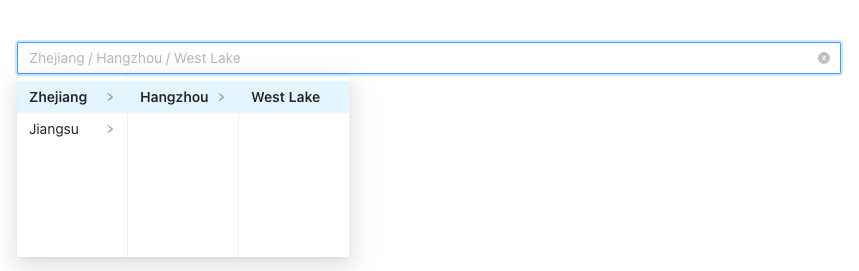 Zhejiang / Hangzhou / West Lake
Zhejiang > Hangzhou > West Lake
Jiangsu >